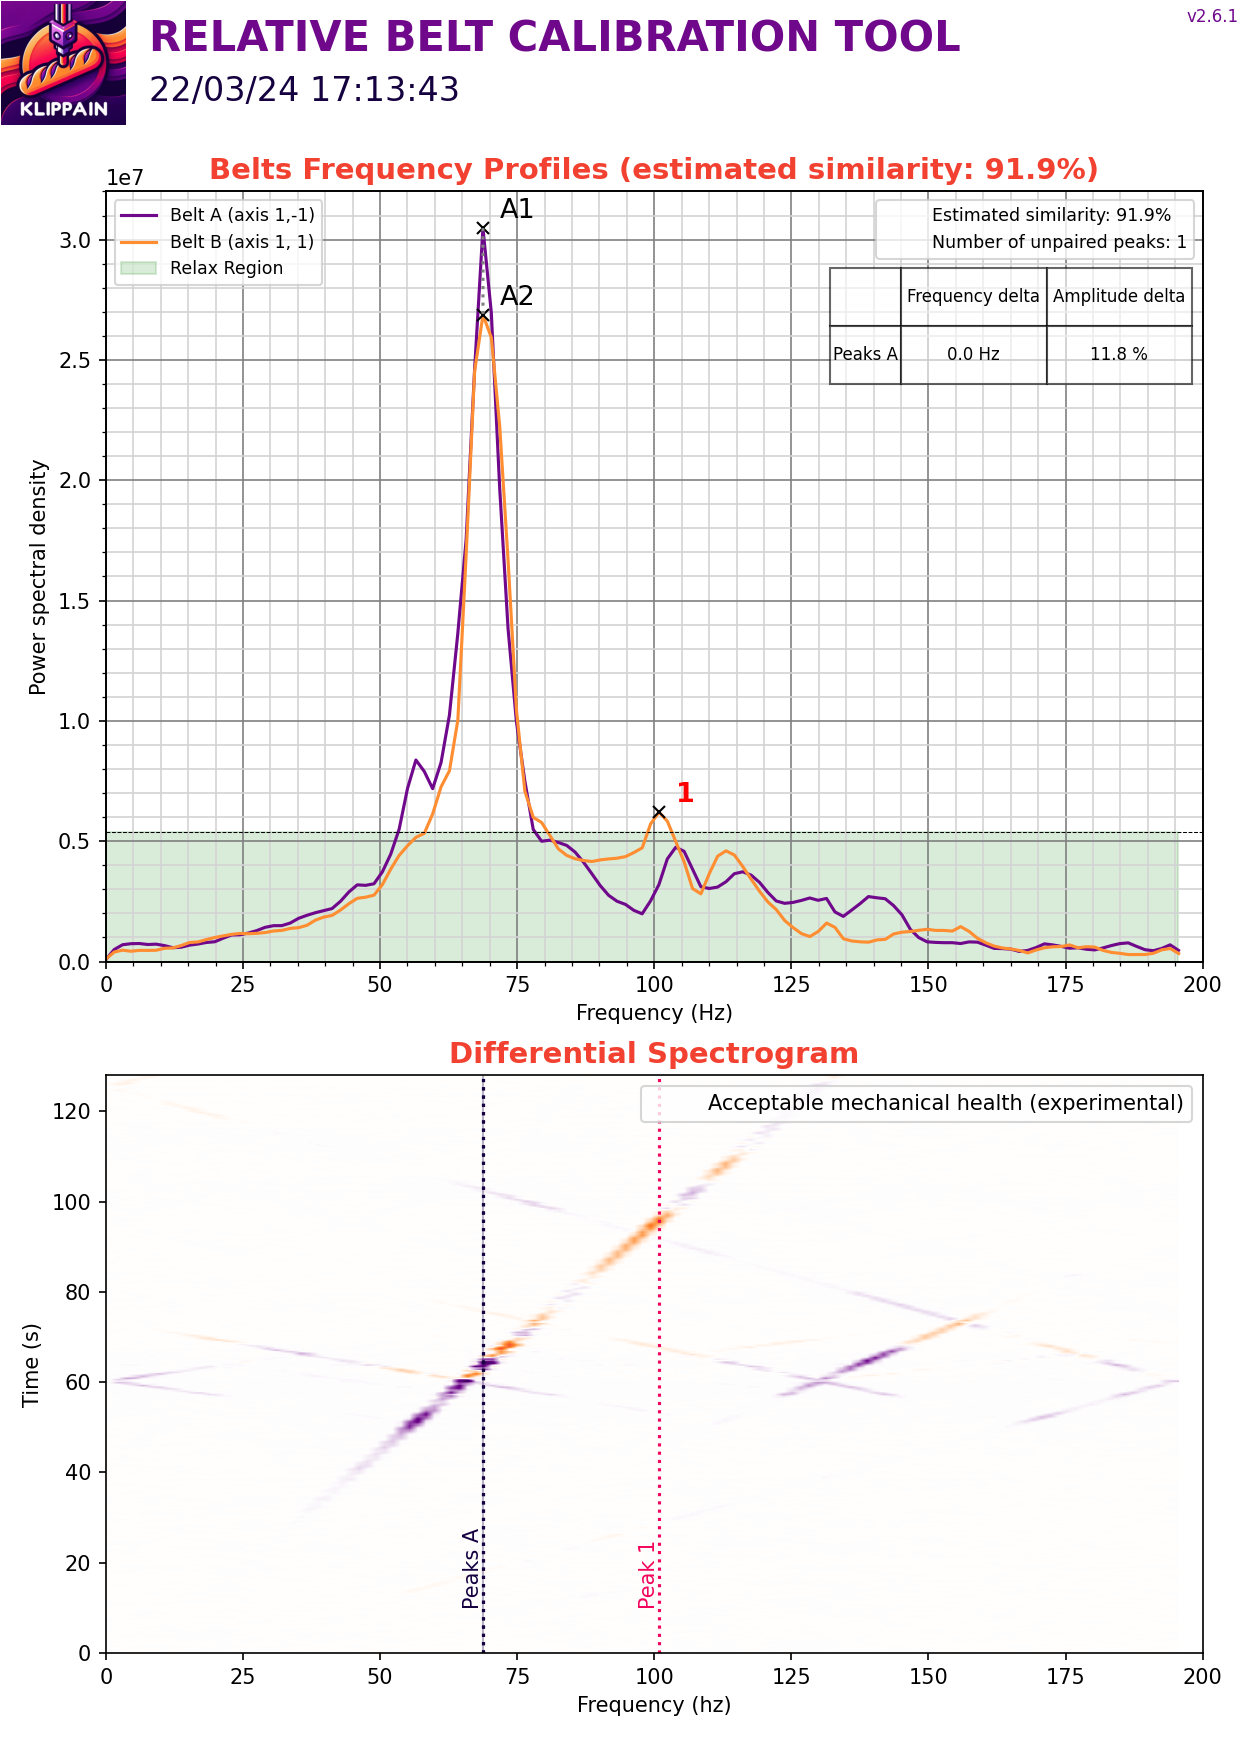 KLIPPAIN
RELATIVE BELT CALIBRATION TOOL
22/03/24 17:13:43
v2.6.1
Belts Frequency Profiles (estimated similarity: 91.9%)
1e7
Belt A (axis 1,-1)
Belt B (axis 1, 1)
Relax Region
Estimated similarity: 91.9%
Number of unpaired peaks: 1
Frequency delta Amplitude delta
Peaks A 0.0 Hz 11.8 %
A1
A2
1
Power spectral density
3.0
2.5
2.0
1.5
1.0
0.5
0.0
0 25 50 75 100 125 150 175 200
Frequency (Hz)
Differential Spectrogram
Acceptable mechanical health (experimental)
Time (s)
120
100
80
60
40
20
0
Peaks A
Peak 1
0 25 50 75 100 125 150 175 200
Frequency (hz)